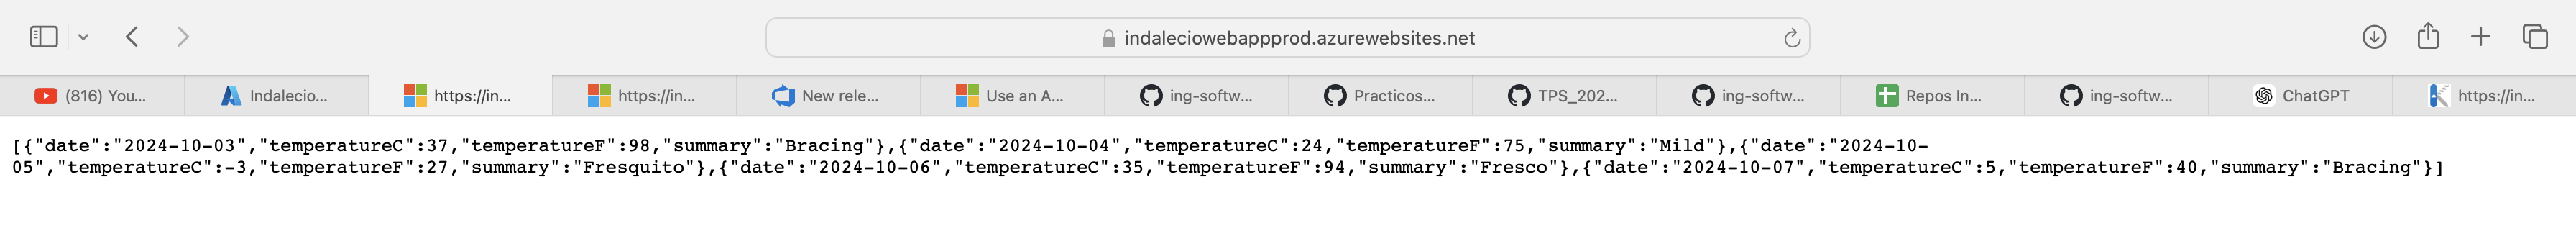 indaleciowebappprod.azurewebsites.net
(816) You...
Indalecio...
https://in...
https://in...
New rele...
Use an A...
ing-softw...
Practicos...
TPS_202...
ing-softw...
Repos In...
ing-softw...
ChatGPT
https://in...
[{"date":"2024-10-03","temperatureC":37,"temperatureF":98,"summary":"Bracing"},{"date":"2024-10-04","temperatureC":24,"temperatureF":75,"summary":"Mild"},{"date":"2024-10-
05","temperatureC":-3,"temperatureF":27,"summary":"Fresquito"},{"date":"2024-10-06","temperatureC":35,"temperatureF":94,"summary":"Fresco"},{"date":"2024-10-07","temperatureC":5,"temperatureF":40,"summary":"Bracing"}]